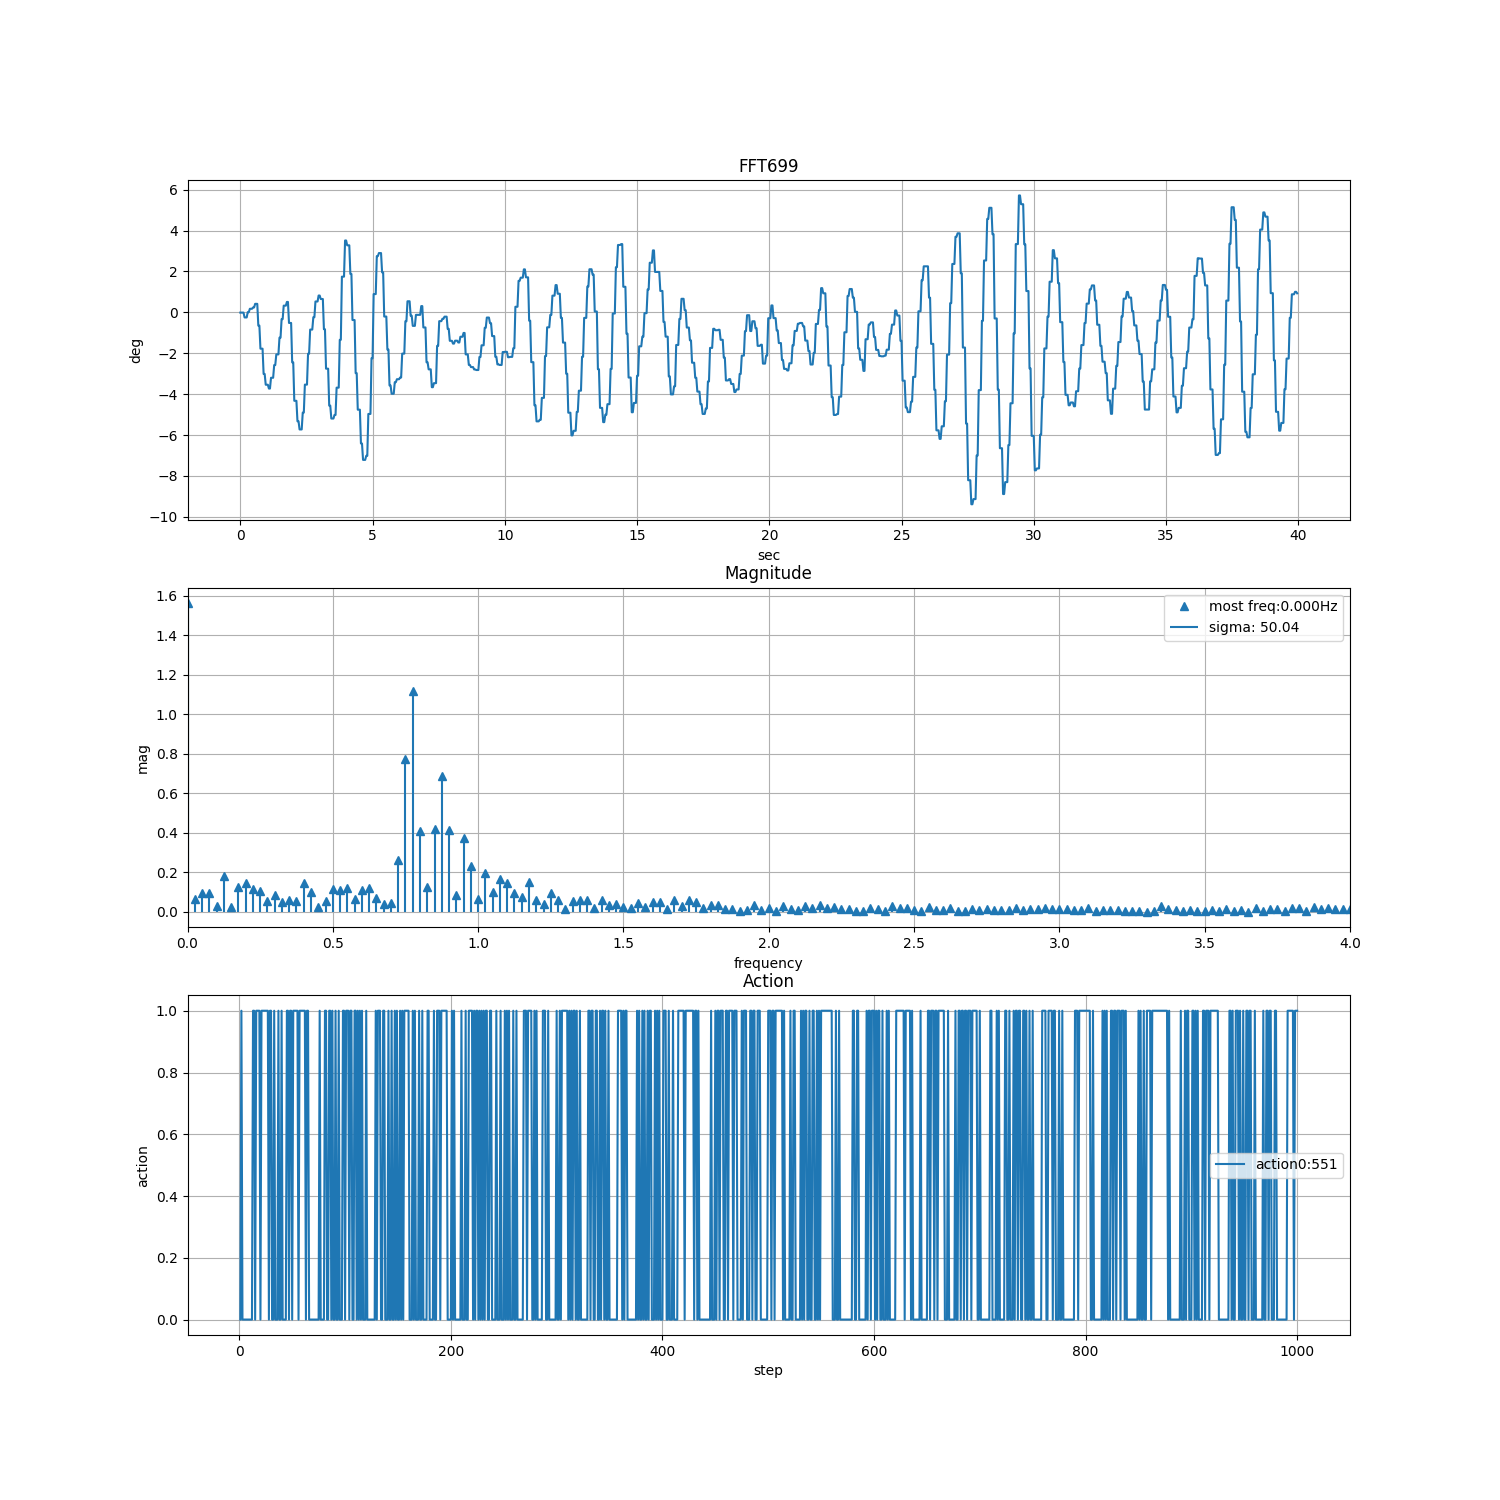 FFT699
6
4
2
0
−2
−4
−6
−8
−10
deg
0 5 10 15 20 25 30 35 40
sec
Magnitude
1.6
1.4
1.2
1.0
0.8
0.6
0.4
0.2
0.0
mag
most freq:0.000Hz
sigma: 50.04
0.0 0.5 1.0 1.5 2.0 2.5 3.0 3.5 4.0
frequency
Action
1.0
0.8
0.6
0.4
0.2
0.0
action
action0:551
0 200 400 600 800 1000
step